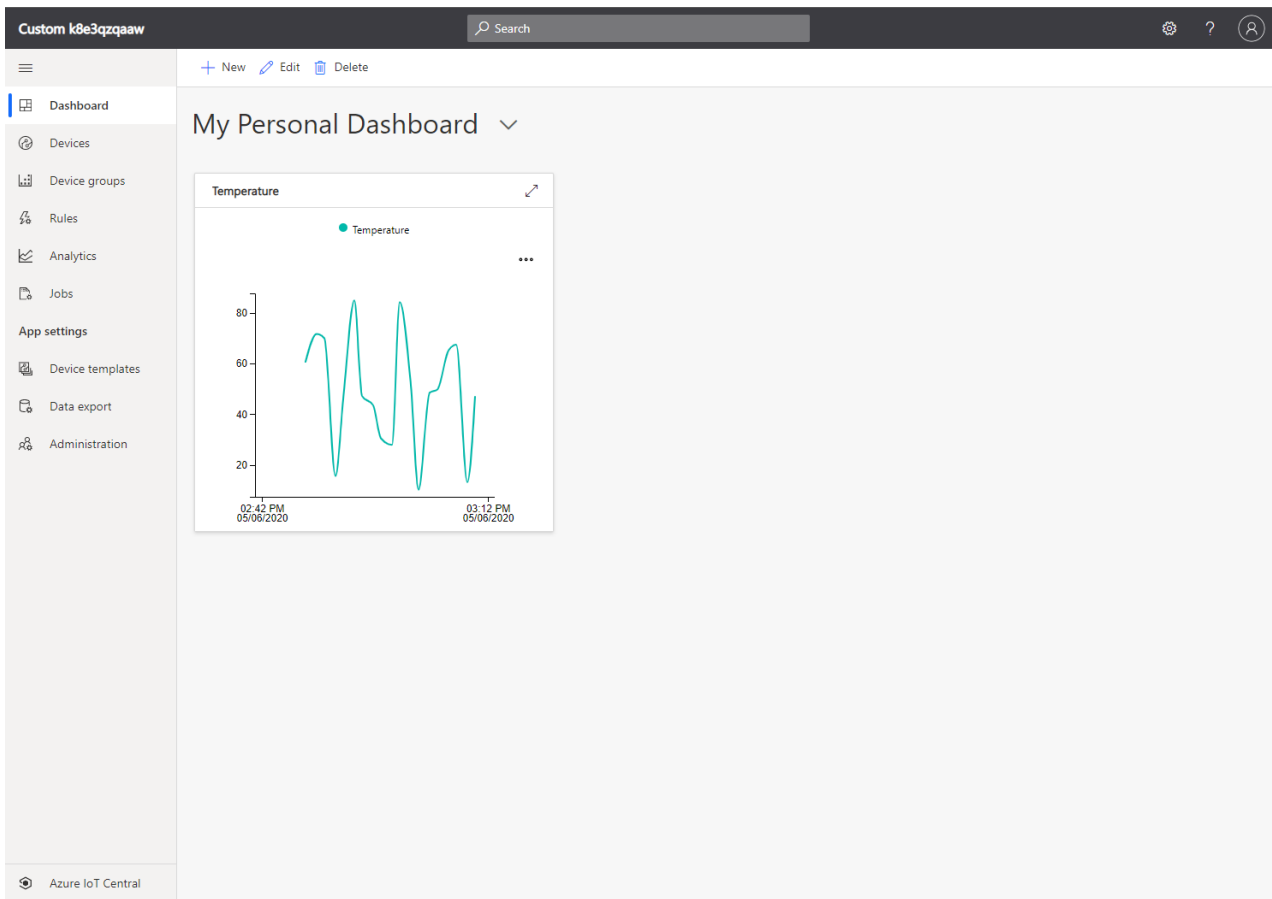 Custom k8e3qzqaaw
Search
?
New Edit Delete
Dashboard
My Personal Dashboard
Devices
Device groups
Rules
Analytics
Jobs
App settings
Device templates
Data export
Administration
Temperature
Temperature
80
60
40
20
02:42 PM 03:12 PM
05/06/2020 05/06/2020
Azure IoT Central